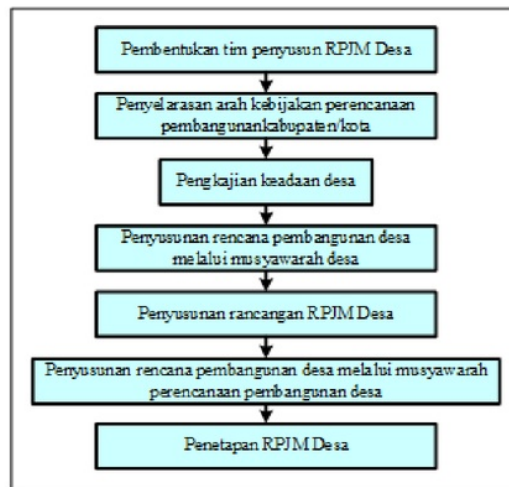 Pembentukan tim penyusun RPJM Desa
Penyelarasan arah kebijakan perencanaan
pembangunankabupaten/kota
Pengkajian keadaan desa
Penyusunan rencana pembangunan desa
melalui musyawarah desa
Penyusunan rancangan RPJM Desa
Penyusunan rencana pembangunan desa melalui musyawarah
perencanaan pembangunan desa
Penetapan RPJM Desa